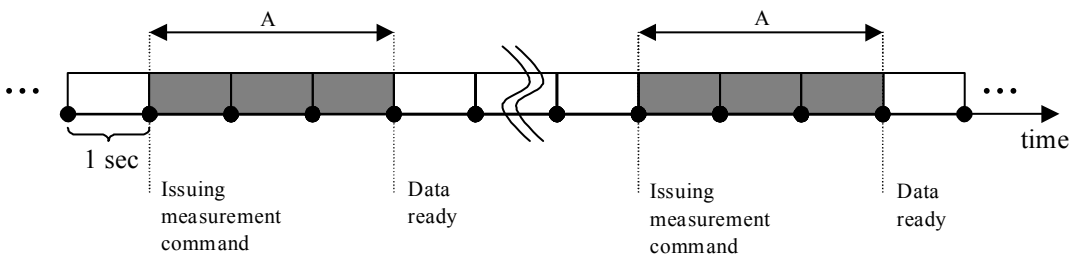 A
A
...
...
1 sec
time
Issuing
measurement
command
Data
ready
Issuing
measurement
command
Data
ready